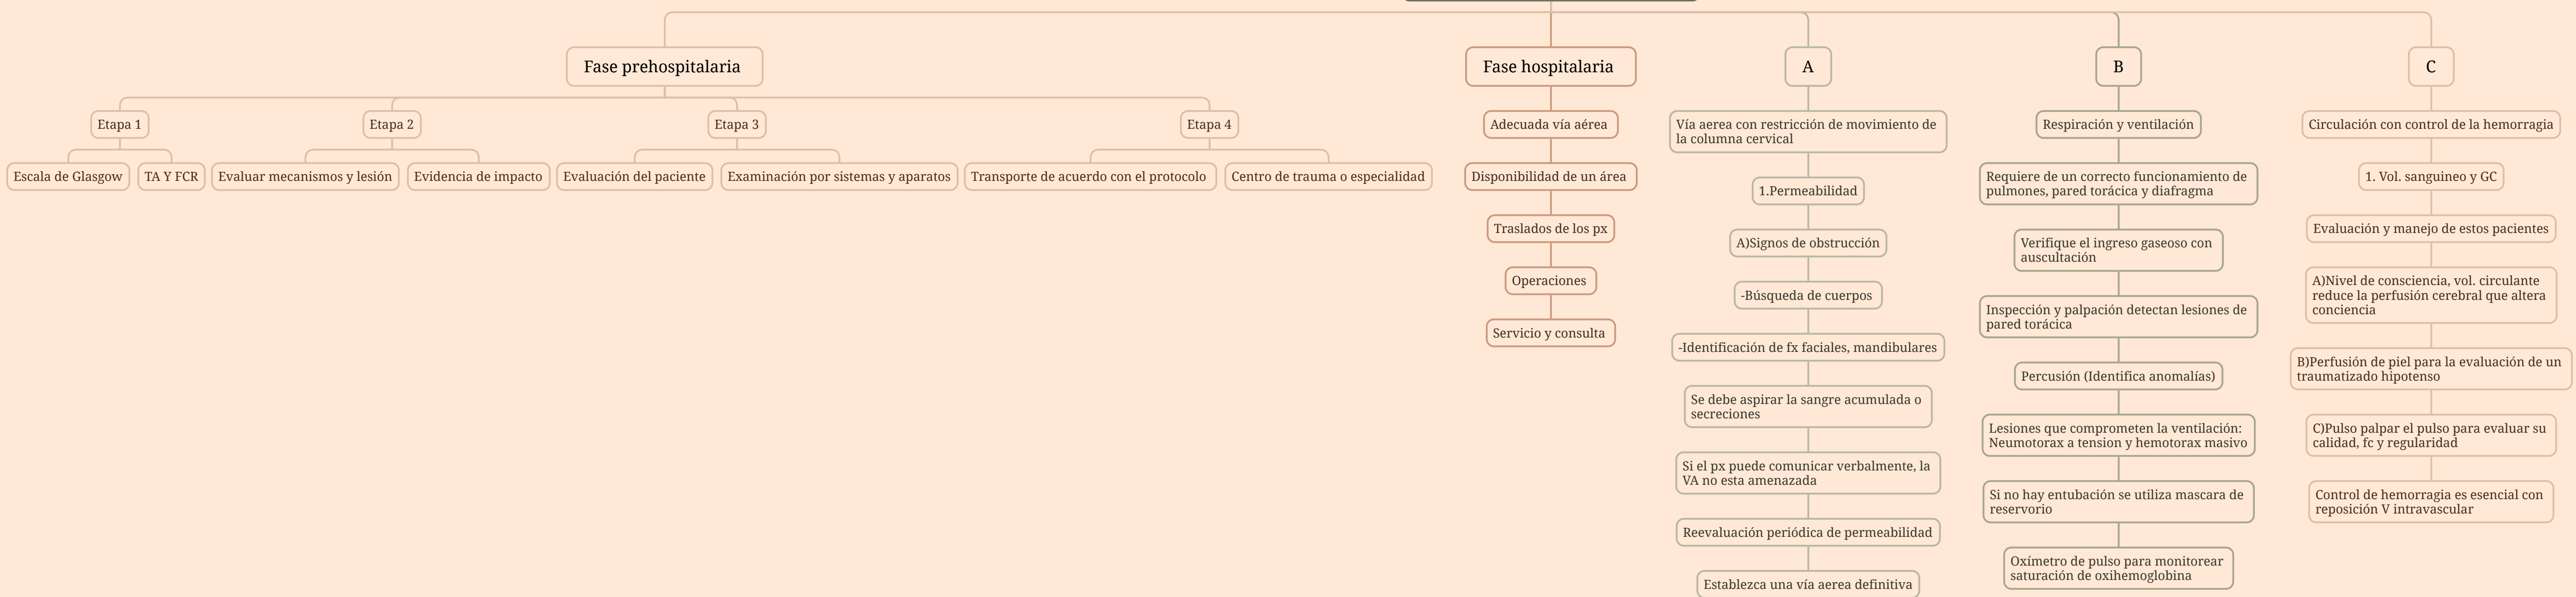 Fase prehospitalaria
Etapa 1
Escala de Glasgow
TA Y FCR
Etapa 2
Evaluar mecanismos y lesión
Evidencia de impacto
Etapa 3
Evaluación del paciente
Examinación por sistemas y aparatos
Etapa 4
Transporte de acuerdo con el protocolo
Centro de trauma o especialidad
Fase hospitalaria
Adecuada vía aérea
Disponibilidad de un área
Traslados de los px
Operaciones
Servicio y consulta
A
Vía aerea con restricción de movimiento de
la columna cervical
1.Permeabilidad
A)Signos de obstrucción
-Búsqueda de cuerpos
-Identificación de fx faciales, mandibulares
Se debe aspirar la sangre acumulada o
secreciones
Si el px puede comunicar verbalmente, la
VA no esta amenazada
Reevaluación periódica de permeabilidad
Establezca una vía aerea definitiva
B
Respiración y ventilación
Requiere de un correcto funcionamiento de
pulmones, pared torácica y diafragma
Verifique el ingreso gaseoso con
auscultación
Inspección y palpación detectan lesiones de
pared torácica
Percusión (Identifica anomalías)
Lesiones que comprometen la ventilación:
Neumotorax a tension y hemotorax masivo
Si no hay entubación se utiliza mascara de
reservorio
Oxímetro de pulso para monitorear
saturación de oxihemoglobina
C
Circulación con control de la hemorragia
1. Vol. sanguineo y GC
Evaluación y manejo de estos pacientes
A)Nivel de consciencia, vol. circulante
reduce la perfusión cerebral que altera
conciencia
B)Perfusión de piel para la evaluación de un
traumatizado hipotenso
C)Pulso palpar el pulso para evaluar su
calidad, fc y regularidad
Control de hemorragia es esencial con
reposición V intravascular